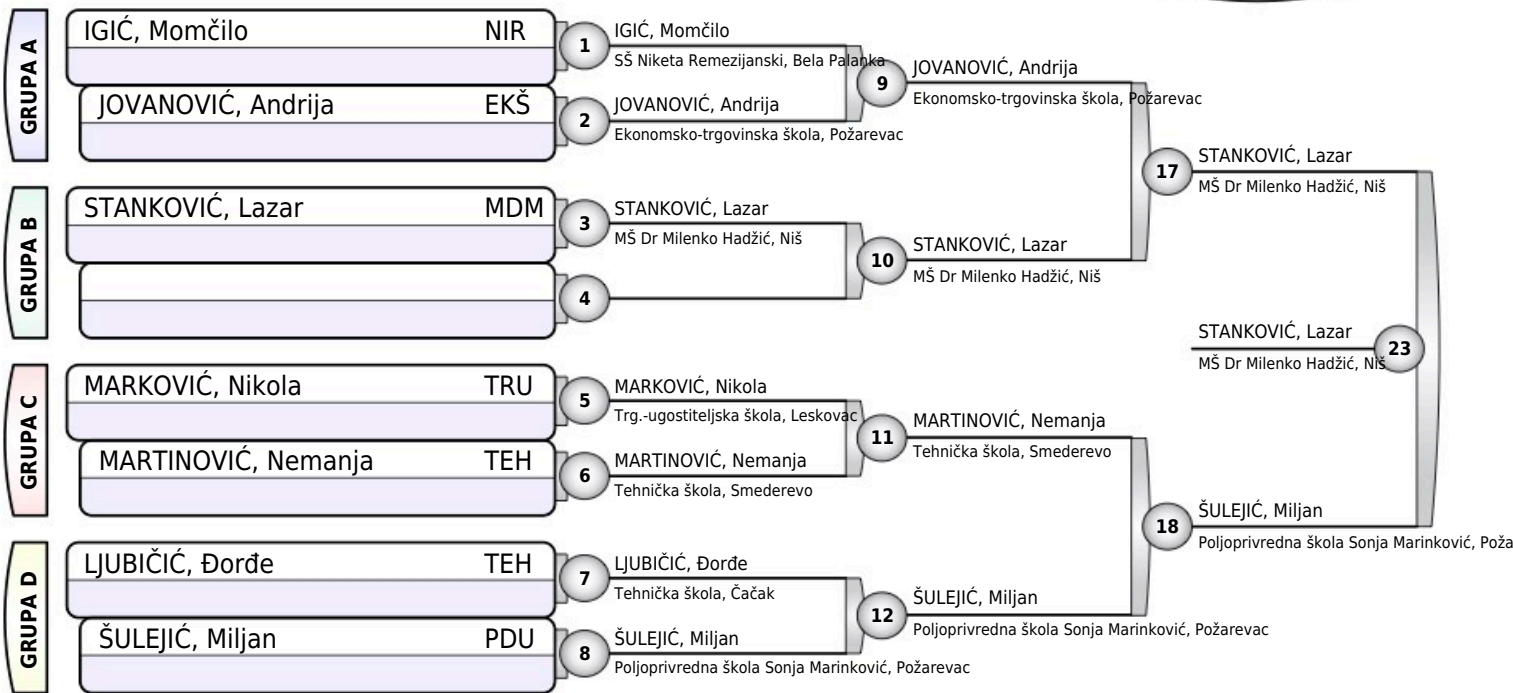 GRUPA A
IGIĆ, Momčilo NIR
JOVANOVIĆ, Andrija EKŠ
1
IGIĆ, Momčilo
SŠ Niketa Remezijanski, Bela Palanka
2
JOVANOVIĆ, Andrija
Ekonomsko-trgovinska škola, Požarevac
9
JOVANOVIĆ, Andrija
Ekonomsko-trgovinska škola, Požarevac
GRUPA B
STANKOVIĆ, Lazar MDM
3
STANKOVIĆ, Lazar
MŠ Dr Milenko Hadžić, Niš
4
10
STANKOVIĆ, Lazar
MŠ Dr Milenko Hadžić, Niš
17
STANKOVIĆ, Lazar
MŠ Dr Milenko Hadžić, Niš
GRUPA C
MARKOVIĆ, Nikola TRU
MARTINOVIĆ, Nemanja TEH
5
MARKOVIĆ, Nikola
Trg.-ugostiteljska škola, Leskovac
6
MARTINOVIĆ, Nemanja
Tehnička škola, Smederevo
11
MARTINOVIĆ, Nemanja
Tehnička škola, Smederevo
GRUPA D
LJUBIČIĆ, Đorđe TEH
ŠULEJIĆ, Miljan PDU
7
LJUBIČIĆ, Đorđe
Tehnička škola, Čačak
8
ŠULEJIĆ, Miljan
Poljoprivredna škola Sonja Marinković, Požarevac
12
ŠULEJIĆ, Miljan
Poljoprivredna škola Sonja Marinković, Požarevac
18
ŠULEJIĆ, Miljan
Poljoprivredna škola Sonja Marinković, Poža
STANKOVIĆ, Lazar
MŠ Dr Milenko Hadžić, Niš
23